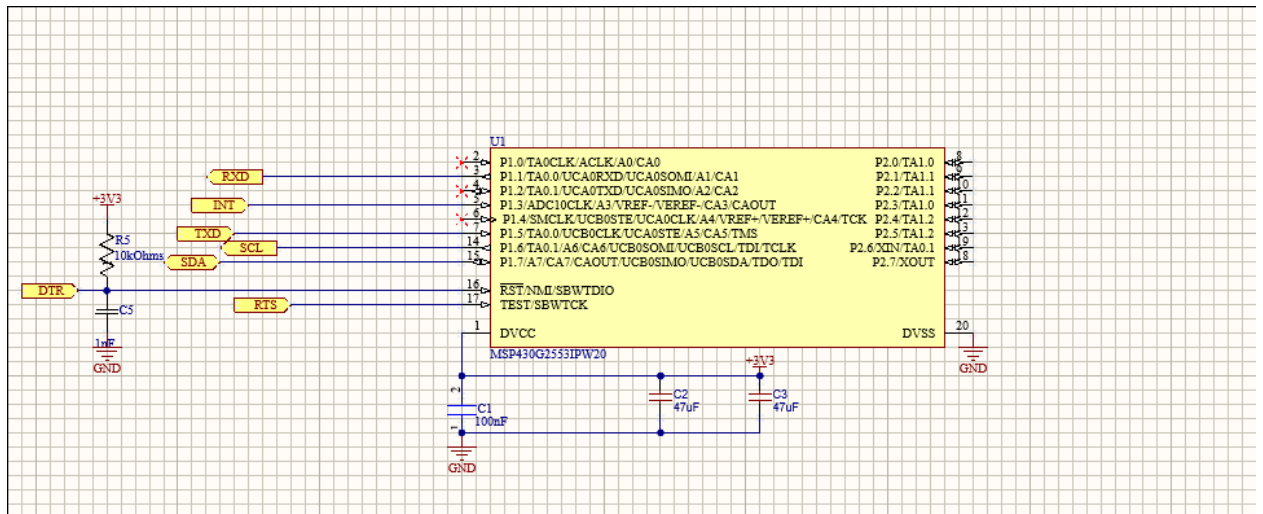 U1
2
P1.0/TA0CLK/ACLK/A0/CA0
P2.0/TA1.0
8
RXD
3
P1.1/TA0.0/UCA0RXD/UCA0SOMI/A1/CA1
P2.1/TA1.1
9
4
P1.2/TA0.1/UCA0TXD/UCA0SIMO/A2/CA2
P2.2/TA1.1
10
INT
5
P1.3/ADC10CLK/A3/VREF-/VEREF-/CA3/CAOUT
P2.3/TA1.0
11
+3V3
6
P1.4/SMCLK/UCB0STE/UCA0CLK/A4/VREF+/VEREF+/CA4/TCK
P2.4/TA1.2
12
TXD
7
P1.5/TA0.0/UCB0CLK/UCA0STE/A5/CA5/TMS
P2.5/TA1.2
13
R5
SCL
14
P1.6/TA0.1/A6/CA6/UCB0SOMI/UCB0SCL/TDI/TCLK
P2.6/XIN/TA0.1
19
10kOhms
SDA
15
P1.7/A7/CA7/CAOUT/UCB0SIMO/UCB0SDA/TDO/TDI
P2.7/XOUT
18
DTR
16
RST/NMI/SBWTDIO
RTS
17
TEST/SBWTCK
C5
1nF
GND
1
DVCC
DVSS
20
GND
MSP430G2553IPW20
+3V3
2
C1
100nF
1
GND
C2
47uF
C3
47uF